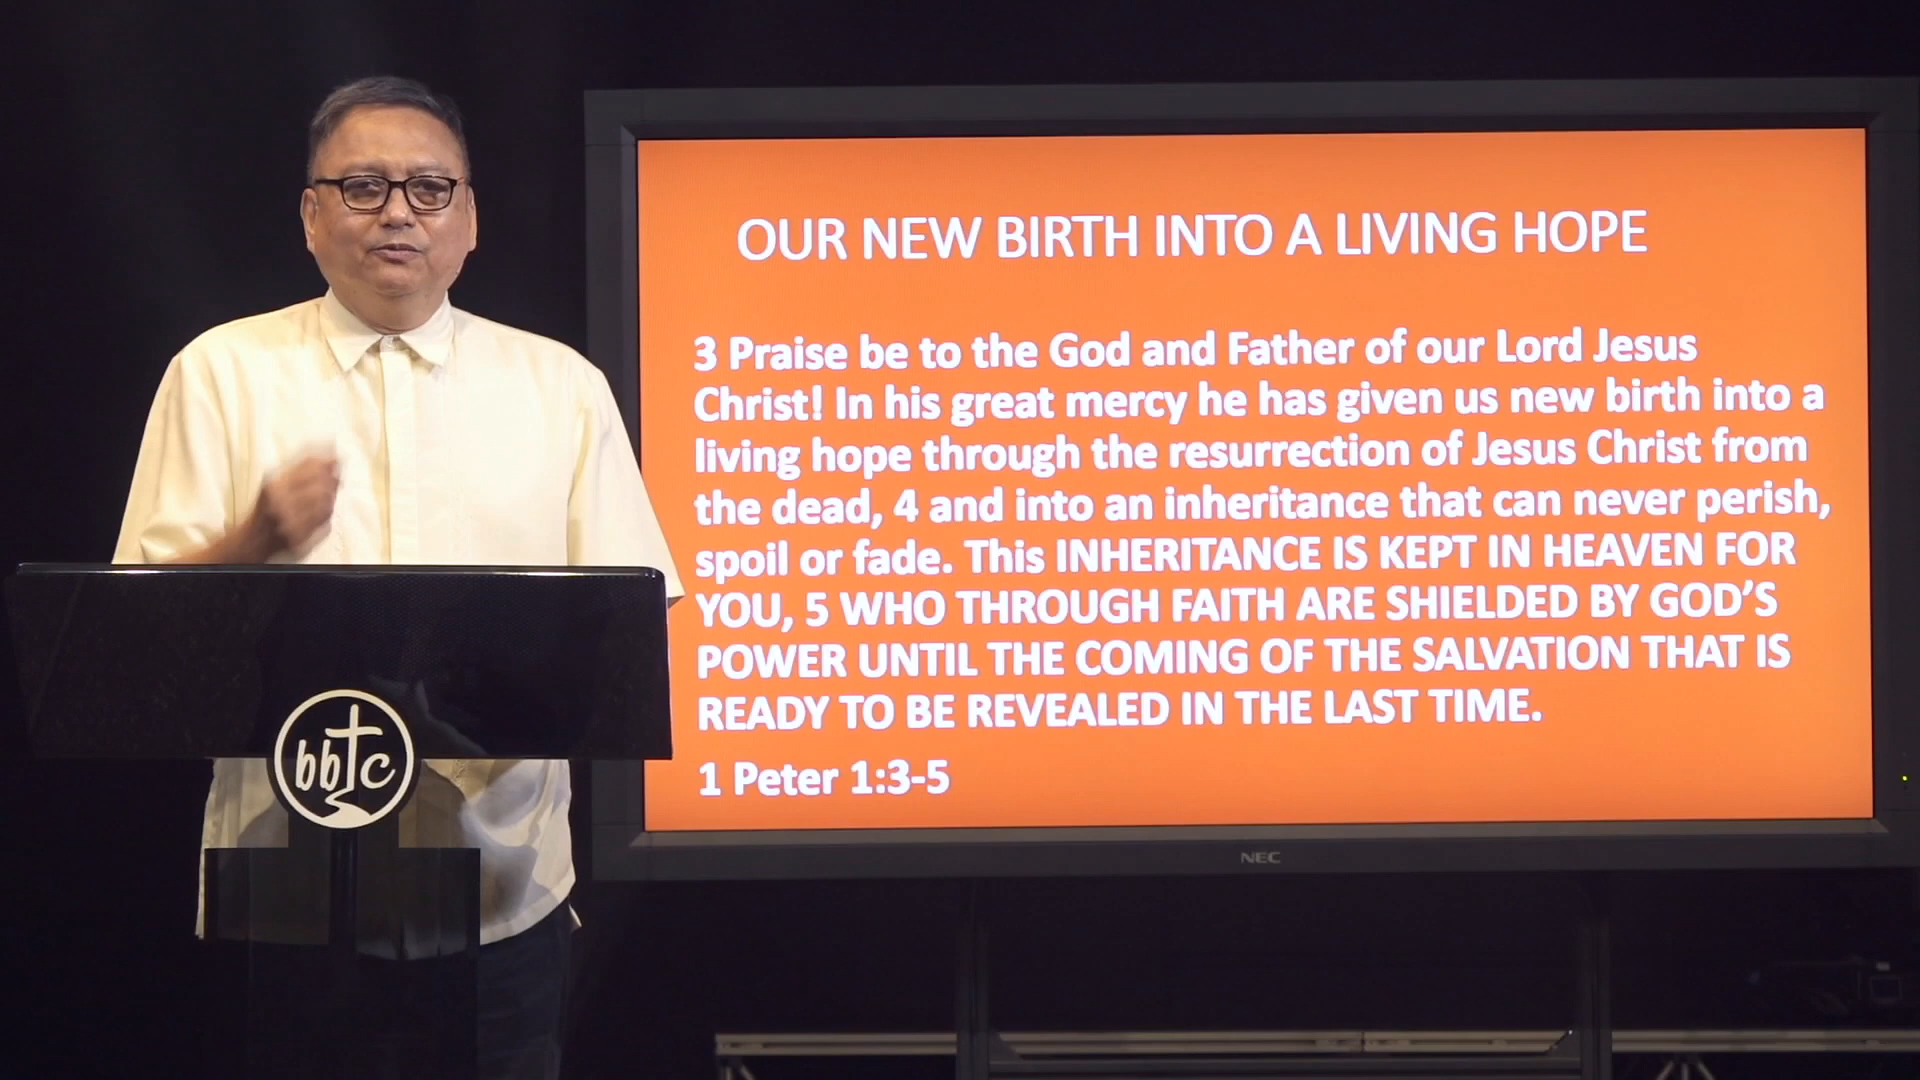 OUR NEW BIRTH INTO A LIVING HOPE
3 Praise be to the God and Father of our Lord Jesus
Christ! In his great mercy he has given us new birth into a
living hope through the resurrection of Jesus Christ from
the dead, 4 and into an inheritance that can never perish,
spoil or fade. This INHERITANCE IS KEPT IN HEAVEN FOR
YOU, 5 WHO THROUGH FAITH ARE SHIELDED BY GOD’S
POWER UNTIL THE COMING OF THE SALVATION THAT IS
READY TO BE REVEALED IN THE LAST TIME.
1 Peter 1:3-5
bbtc
NEC